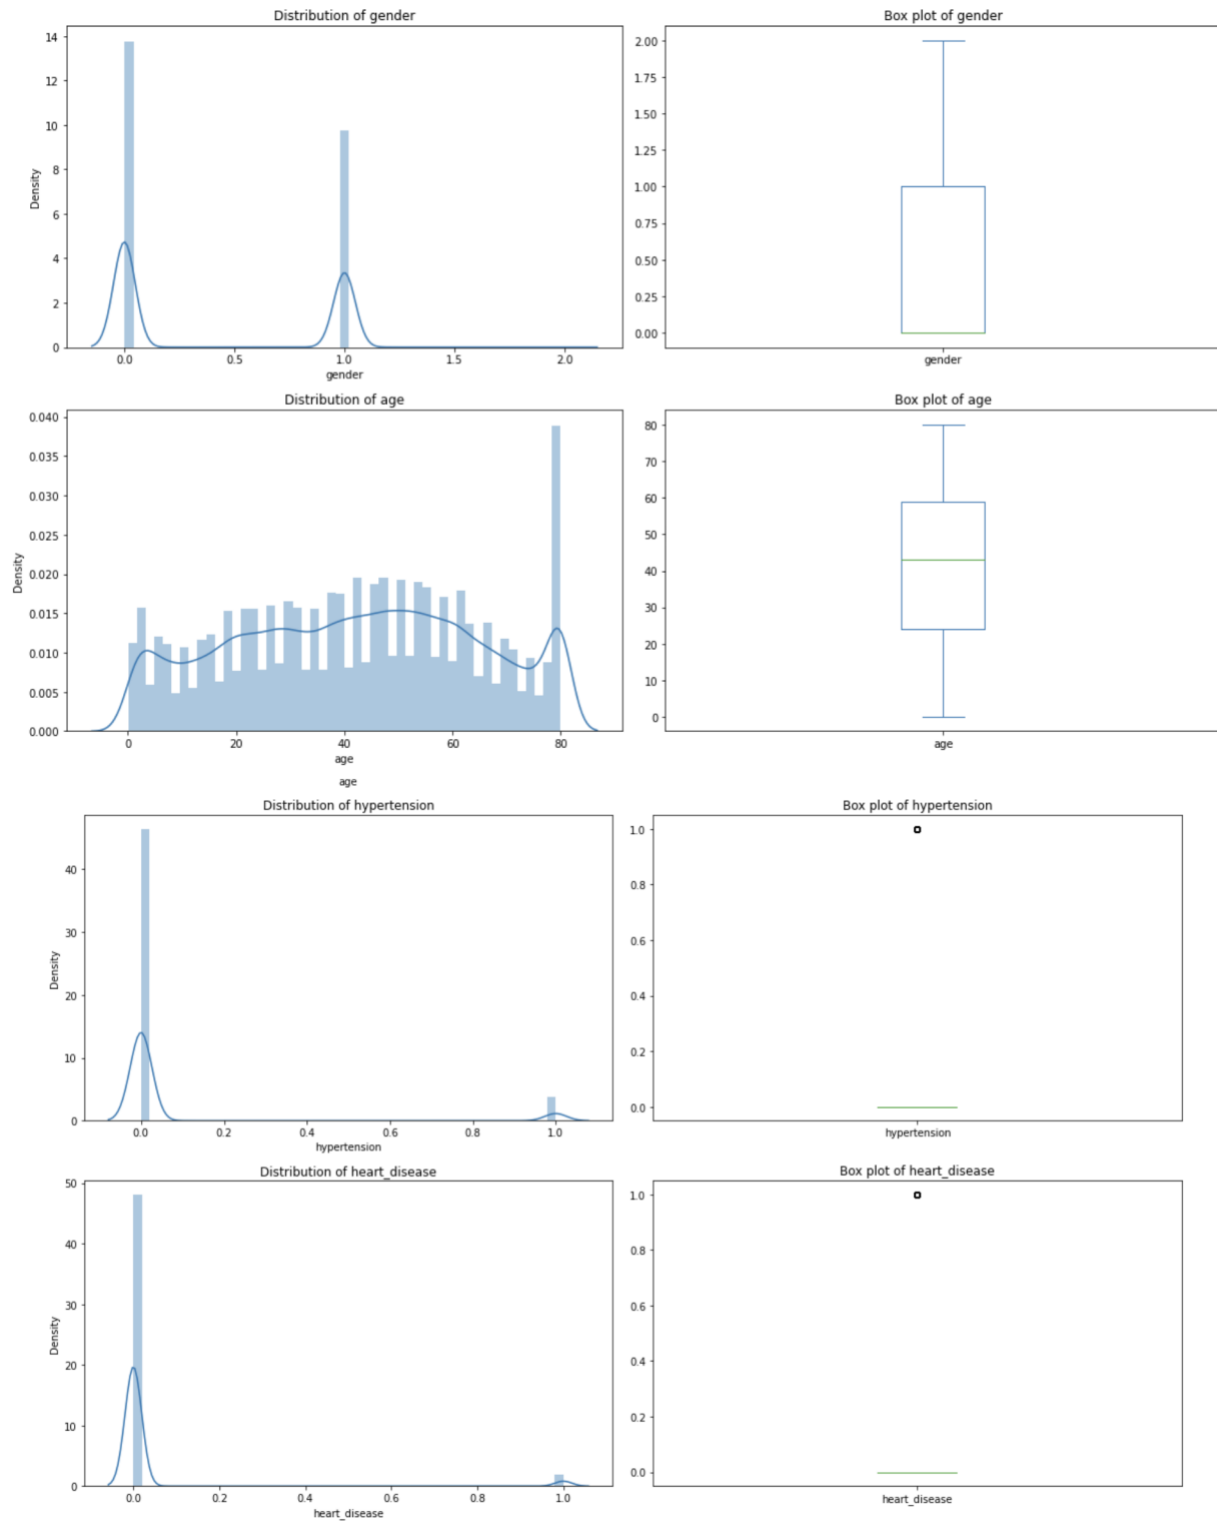 Distribution of gender
14
12
10
8
6
4
2
0
Density
0.0 0.5 1.0 1.5 2.0
gender
Box plot of gender
2.00
1.75
1.50
1.25
1.00
0.75
0.50
0.25
0.00
gender
Distribution of age
0.040
0.035
0.030
0.025
0.020
0.015
0.010
0.005
0.000
Density
0 20 40 60 80
age
age
Box plot of age
80
70
60
50
40
30
20
10
0
age
Distribution of hypertension
40
30
20
10
0
Density
0.0 0.2 0.4 0.6 0.8 1.0
hypertension
Box plot of hypertension
1.0
0.8
0.6
0.4
0.2
0.0
hypertension
Distribution of heart_disease
50
40
30
20
10
0
Density
0.0 0.2 0.4 0.6 0.8 1.0
heart_disease
Box plot of heart_disease
1.0
0.8
0.6
0.4
0.2
0.0
heart_disease